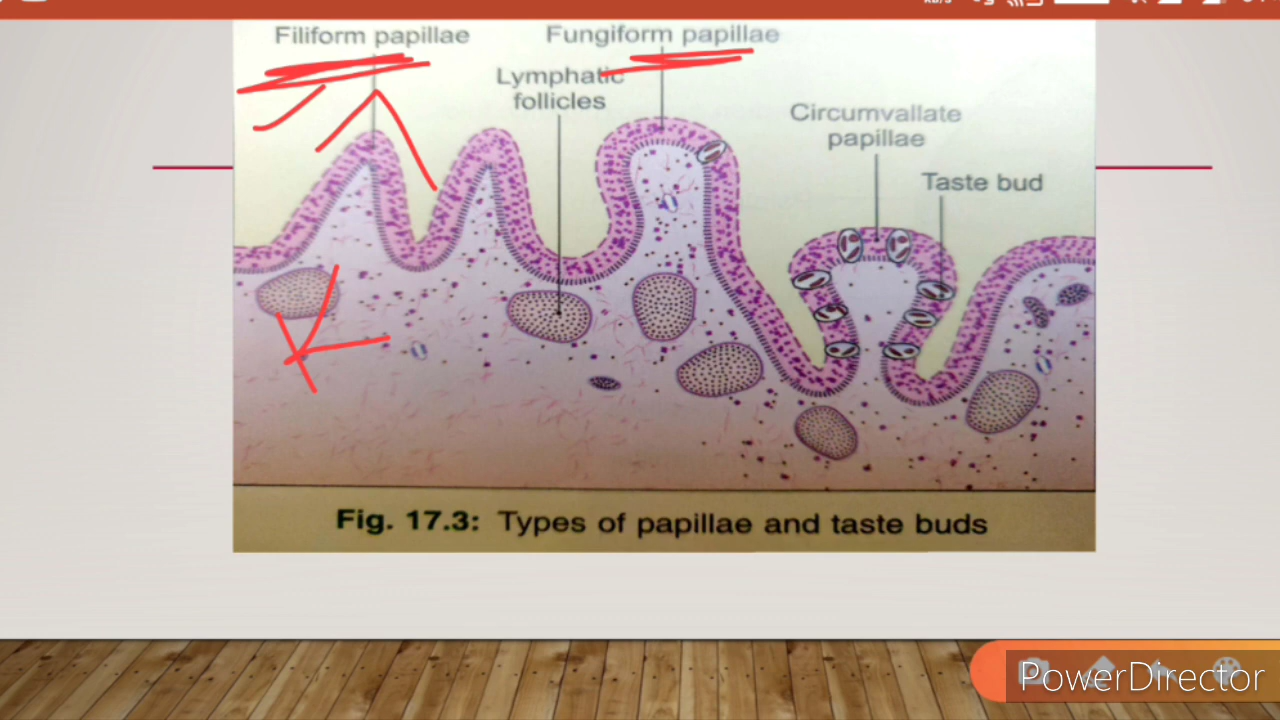 Filiform papillae
Fungiform papillae
Lymphatic
follicles
Circumvallate
papillae
Taste bud
Fig. 17.3: Types of papillae and taste buds
K
PowerDirector